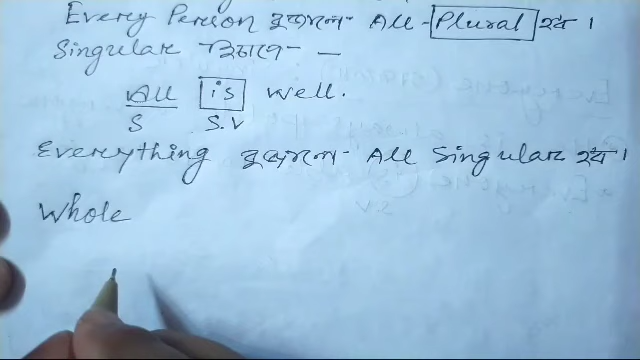 Every Person বুঝালে All-Plural হয়।
Singular হিসাবে- -
All is well.
S S.V
Everything বুঝালে- All Singular হয়।
Whole